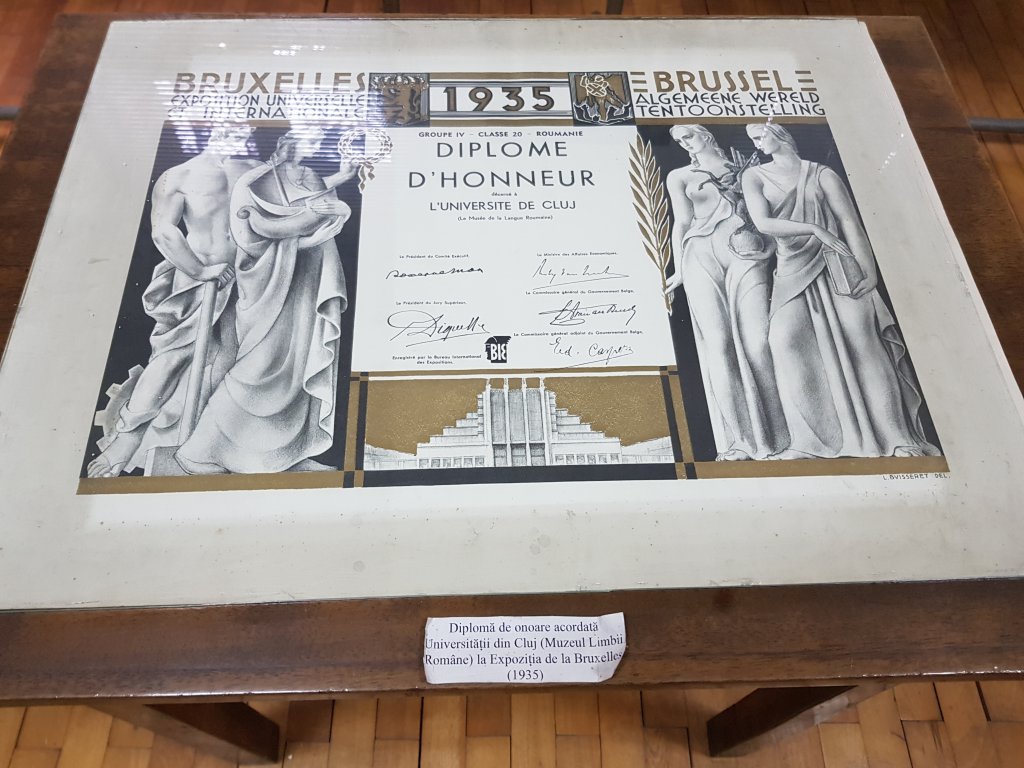 BRUXELLES
EXPOSITION UNIVERSELLE
ET INTERNATIONALE
1935
BRUSSEL
ALGEMEENE WERELD
TENTOONSTELLING
GROUPE IV - CLASSE 20 - ROUMANIE
DIPLOME
D'HONNEUR
décerné à
L'UNIVERSITE DE CLUJ
(Le Musée de la Langue Roumaine)
Le Président du Comité Exécutif,
Le Ministre des Affaires Economiques,
Le Commissaire général du Gouvernement Belge,
Le Président du Jury Supérieur,
Le Commissaire général adjoint du Gouvernement Belge,
Enregistré par le Bureau International
des Expositions.
BIE
L. BUISSERET DEL.
Diplomă de onoare acordată
Universității din Cluj (Muzeul Limbii
Române) la Expoziția de la Bruxelles
(1935)